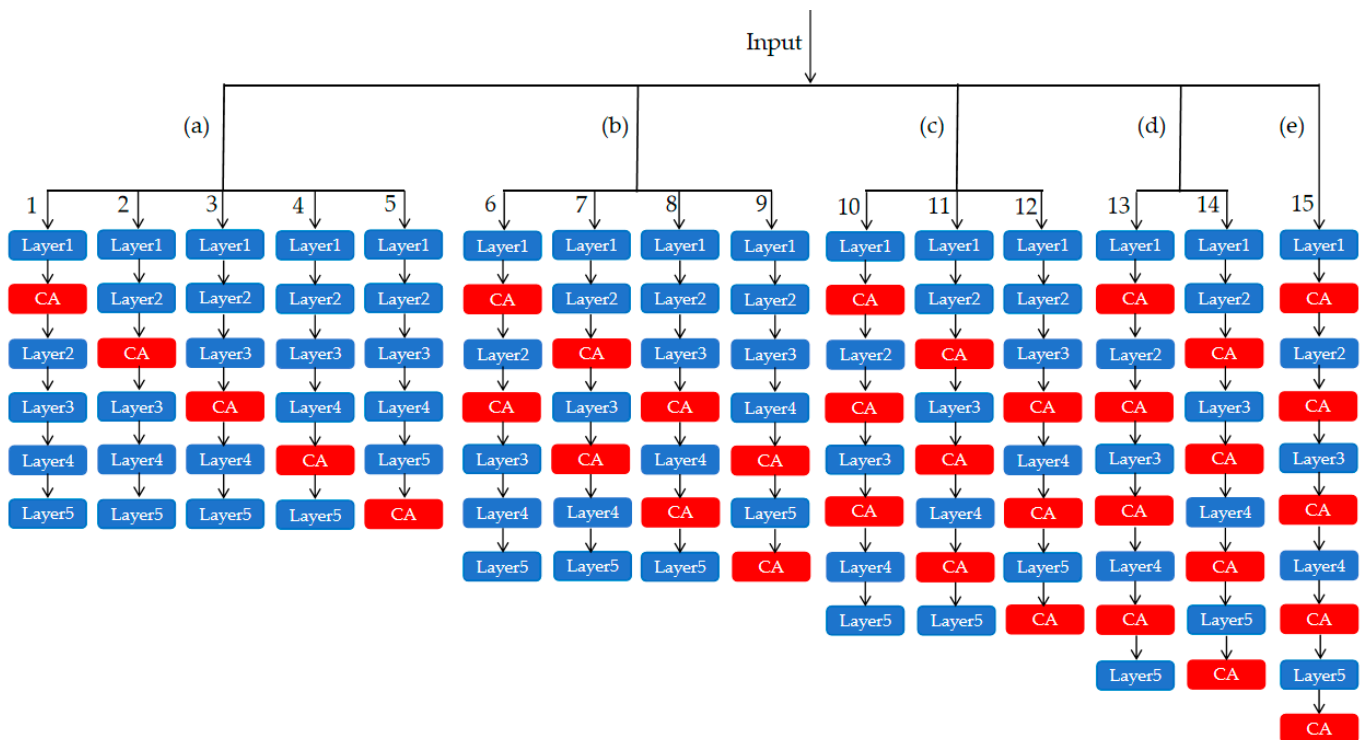 Input
(a) (b) (c) (d) (e)
1 2 3 4 5 6 7 8 9 10 11 12 13 14 15
Layer1 Layer1 Layer1 Layer1 Layer1 Layer1 Layer1 Layer1 Layer1 Layer1 Layer1 Layer1 Layer1 Layer1 Layer1
CA Layer2 Layer2 Layer2 Layer2 CA Layer2 Layer2 Layer2 CA Layer2 Layer2 CA Layer2 CA
Layer2 CA Layer3 Layer3 Layer3 Layer2 CA Layer3 Layer3 Layer2 CA Layer3 Layer2 CA Layer2
Layer3 Layer3 CA Layer4 Layer4 CA Layer3 CA Layer4 CA Layer3 CA CA Layer3 CA
Layer4 Layer4 Layer4 CA Layer5 Layer3 CA Layer4 CA Layer3 CA Layer4 Layer3 CA Layer3
Layer5 Layer5 Layer5 Layer5 CA Layer4 Layer4 CA Layer5 CA Layer4 CA CA Layer4 CA
Layer5 Layer5 Layer5 CA Layer4 CA Layer5 Layer4 CA Layer4
Layer5 Layer5 CA CA Layer5 CA
Layer5 CA Layer5
CA